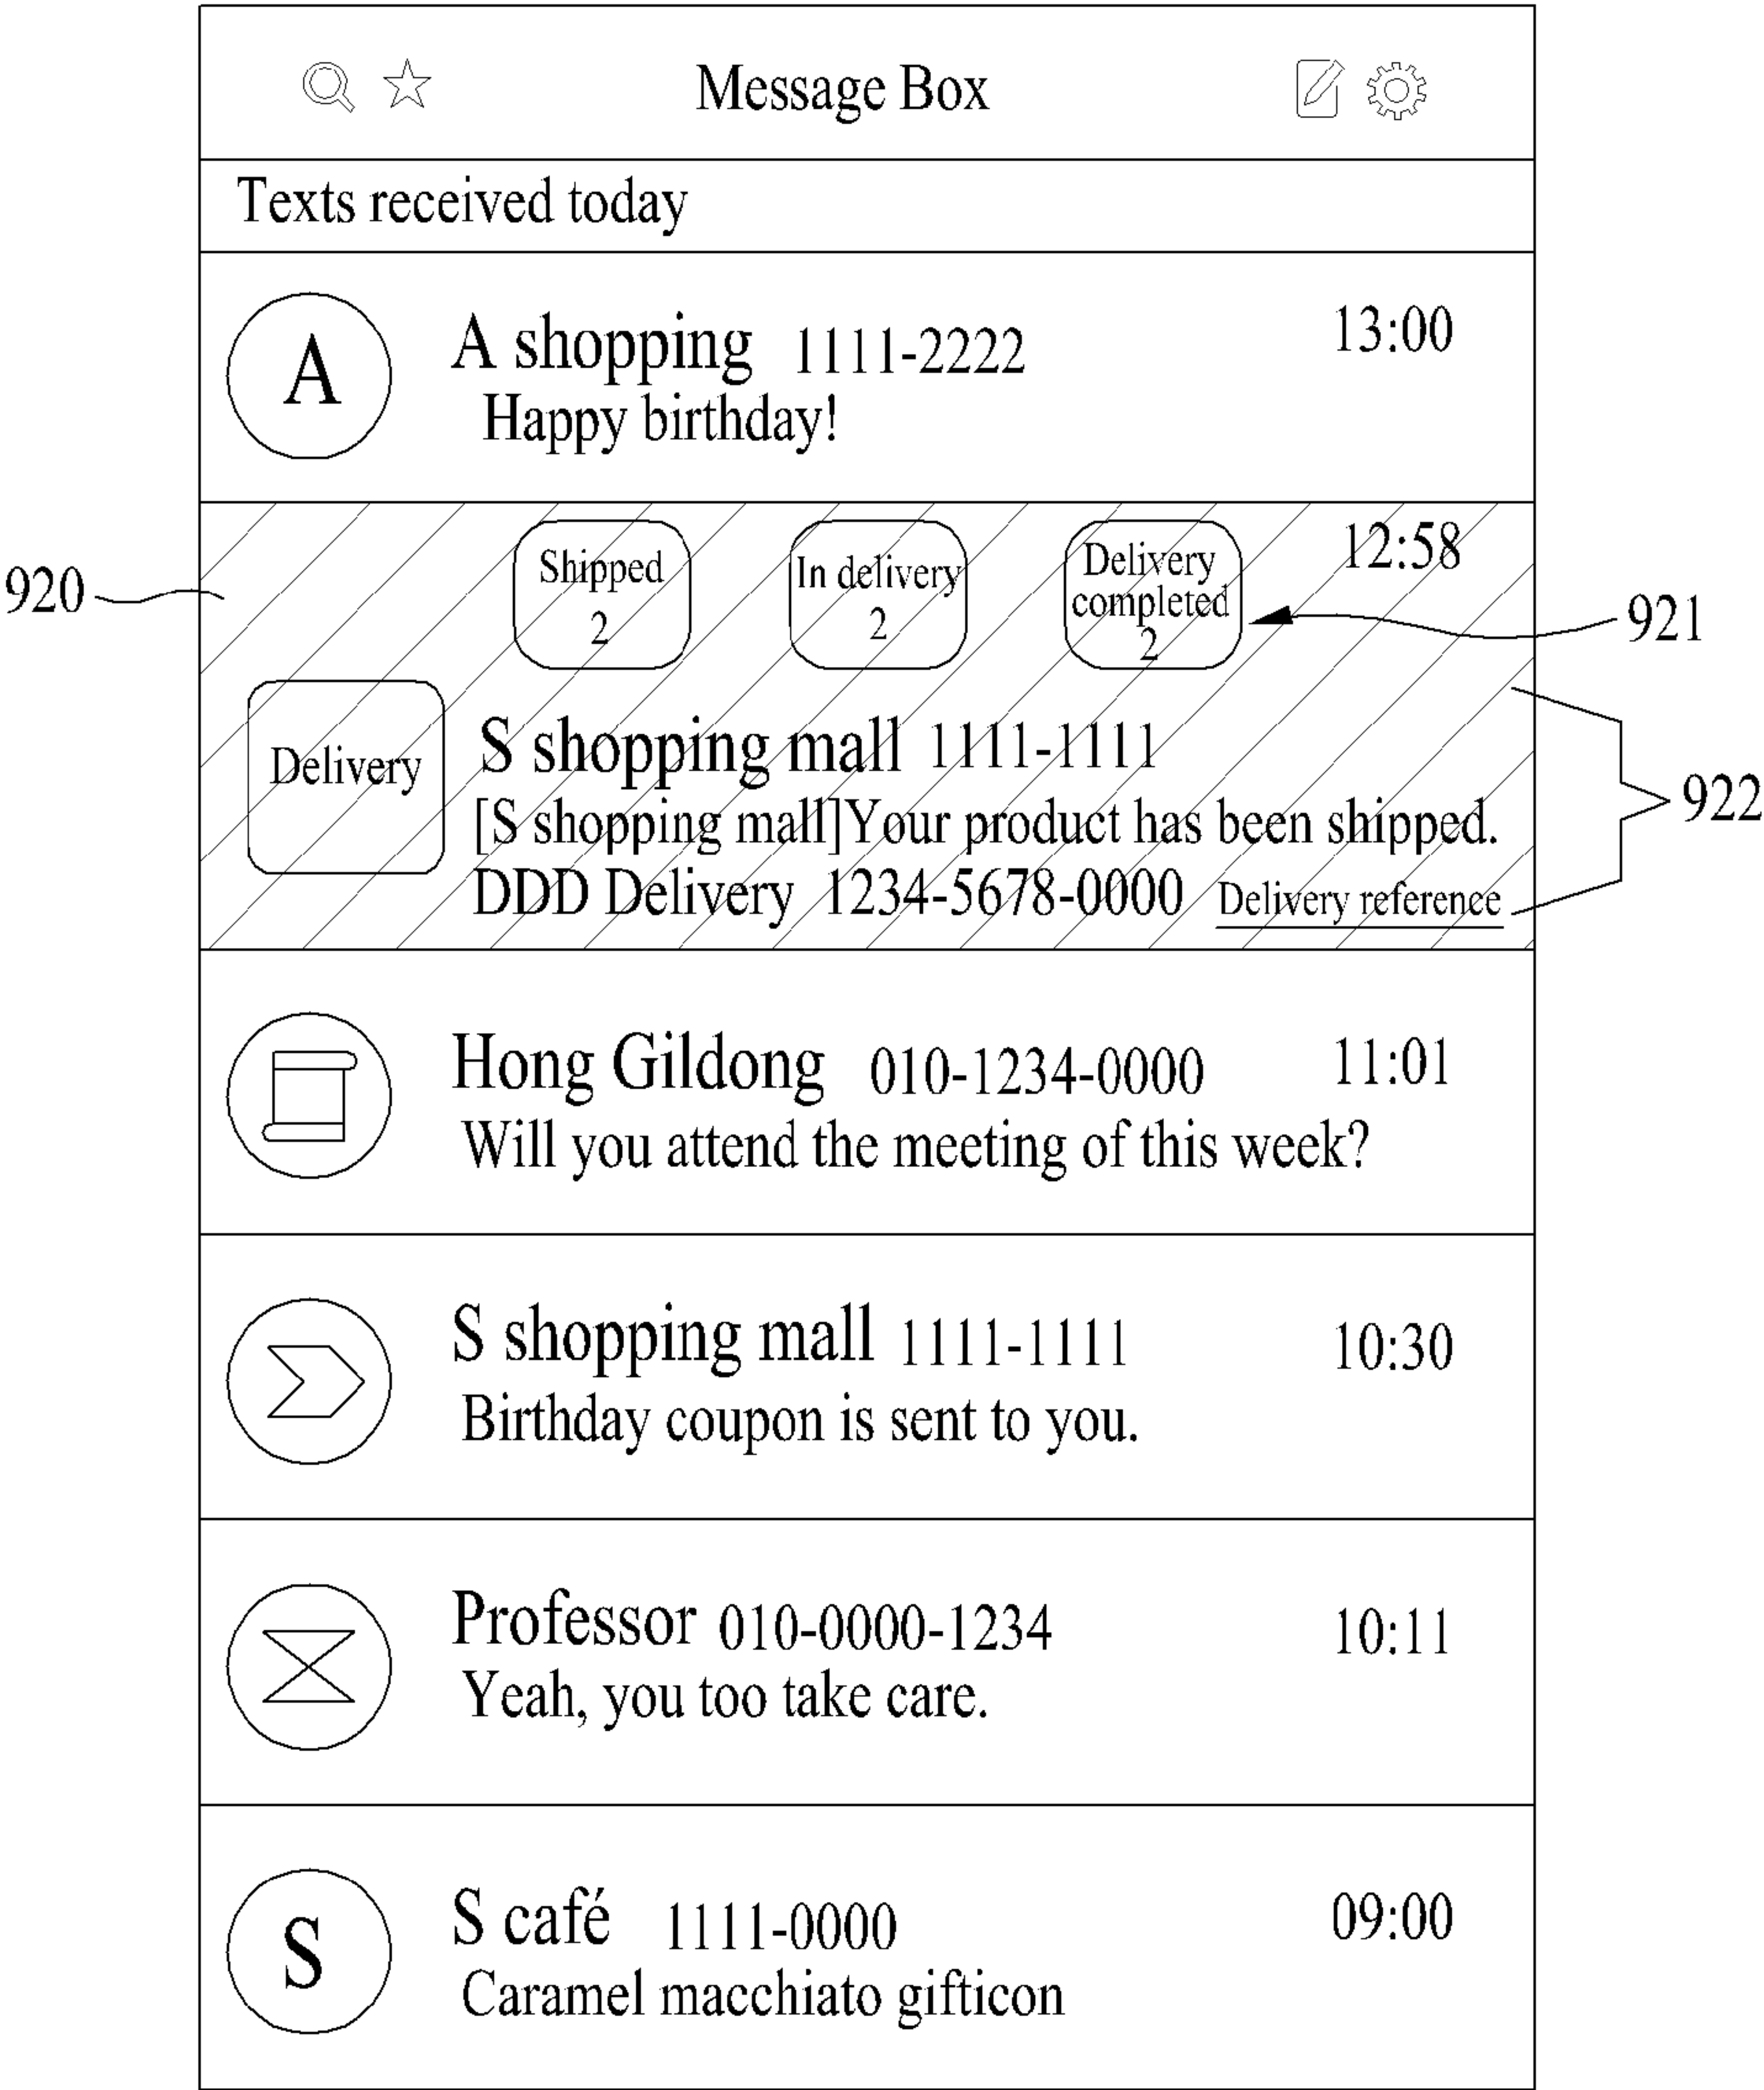 Message Box
Texts received today
A
A shopping 1111-2222 13:00
Happy birthday!
920
Shipped
2
In delivery
2
Delivery
completed
2
12:58
921
Delivery
S shopping mall 1111-1111
[S shopping mall]Your product has been shipped.
DDD Delivery 1234-5678-0000 Delivery reference
922
Hong Gildong 010-1234-0000 11:01
Will you attend the meeting of this week?
S shopping mall 1111-1111 10:30
Birthday coupon is sent to you.
Professor 010-0000-1234 10:11
Yeah, you too take care.
S
S café 1111-0000 09:00
Caramel macchiato gifticon